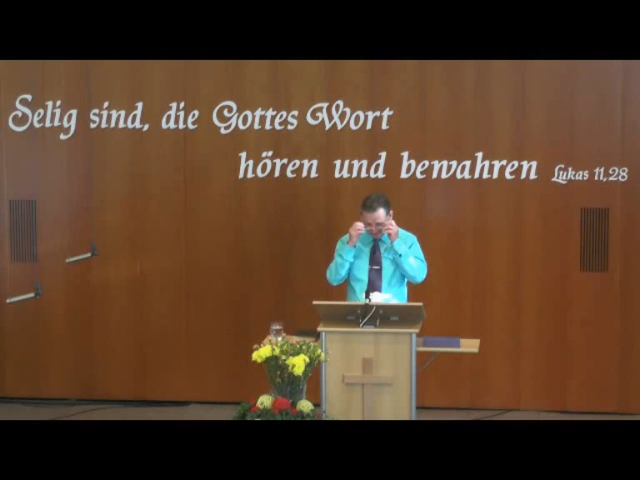 Selig sind, die Gottes Wort
hören und bewahren Lukas 11,28